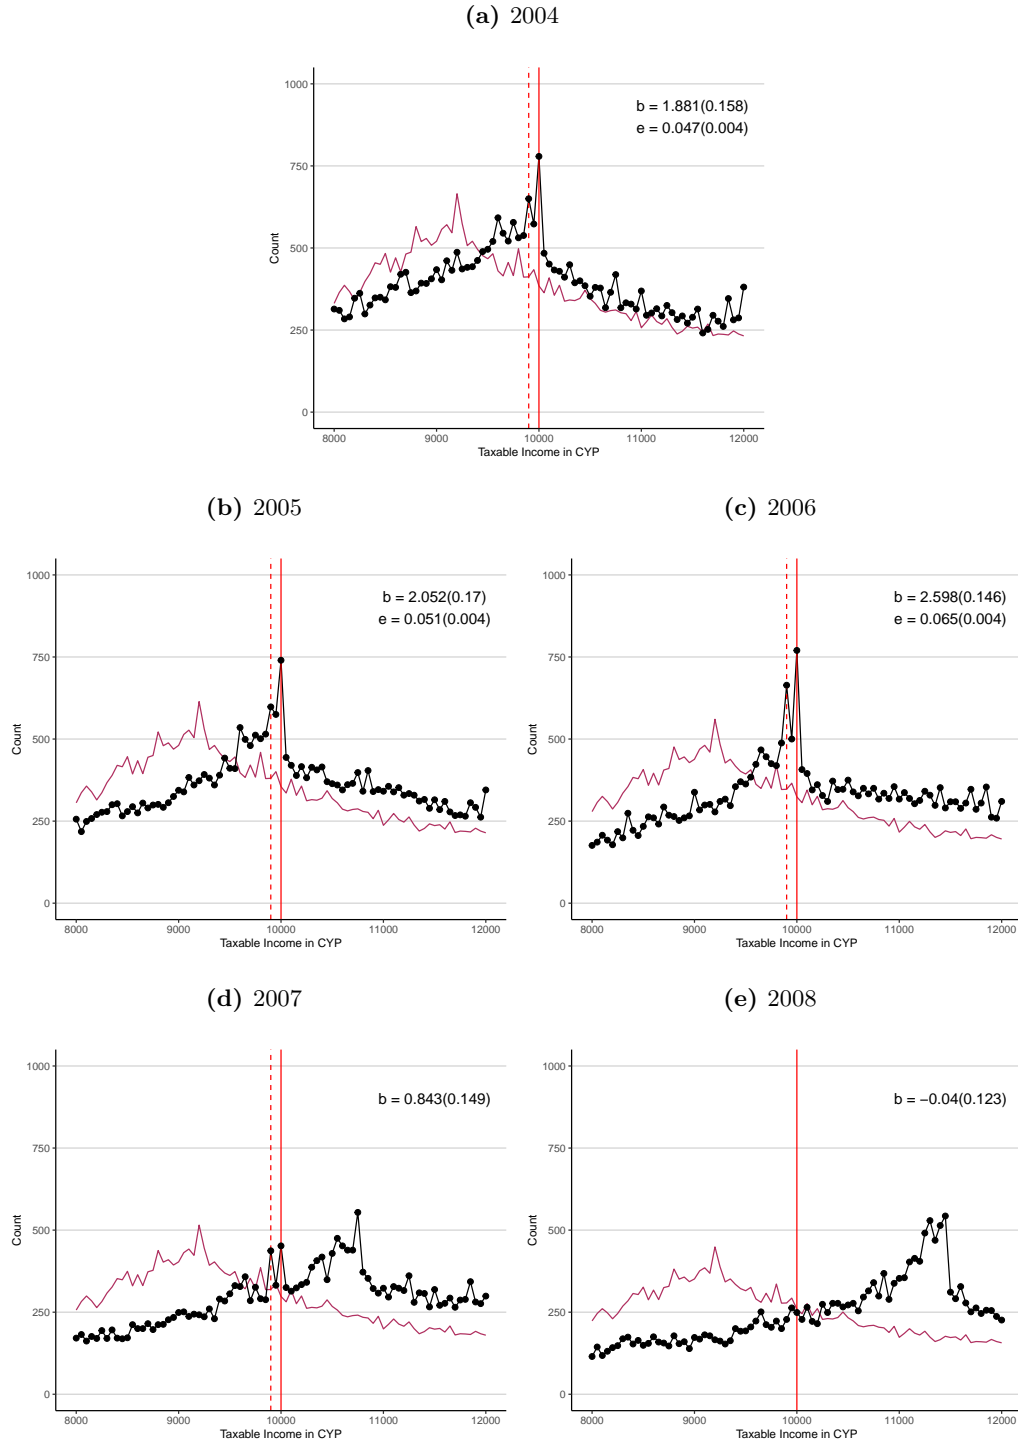 (a) 2004
1000
750
500
250
0
Count
b = 1.881(0.158)
e = 0.047(0.004)
8000 9000 10000 11000 12000
Taxable Income in CYP
(b) 2005
1000
750
500
250
0
Count
b = 2.052(0.17)
e = 0.051(0.004)
8000 9000 10000 11000 12000
Taxable Income in CYP
(c) 2006
1000
750
500
250
0
Count
b = 2.598(0.146)
e = 0.065(0.004)
8000 9000 10000 11000 12000
Taxable Income in CYP
(d) 2007
1000
750
500
250
0
Count
b = 0.843(0.149)
8000 9000 10000 11000 12000
Taxable Income in CYP
(e) 2008
1000
750
500
250
0
Count
b = −0.04(0.123)
8000 9000 10000 11000 12000
Taxable Income in CYP